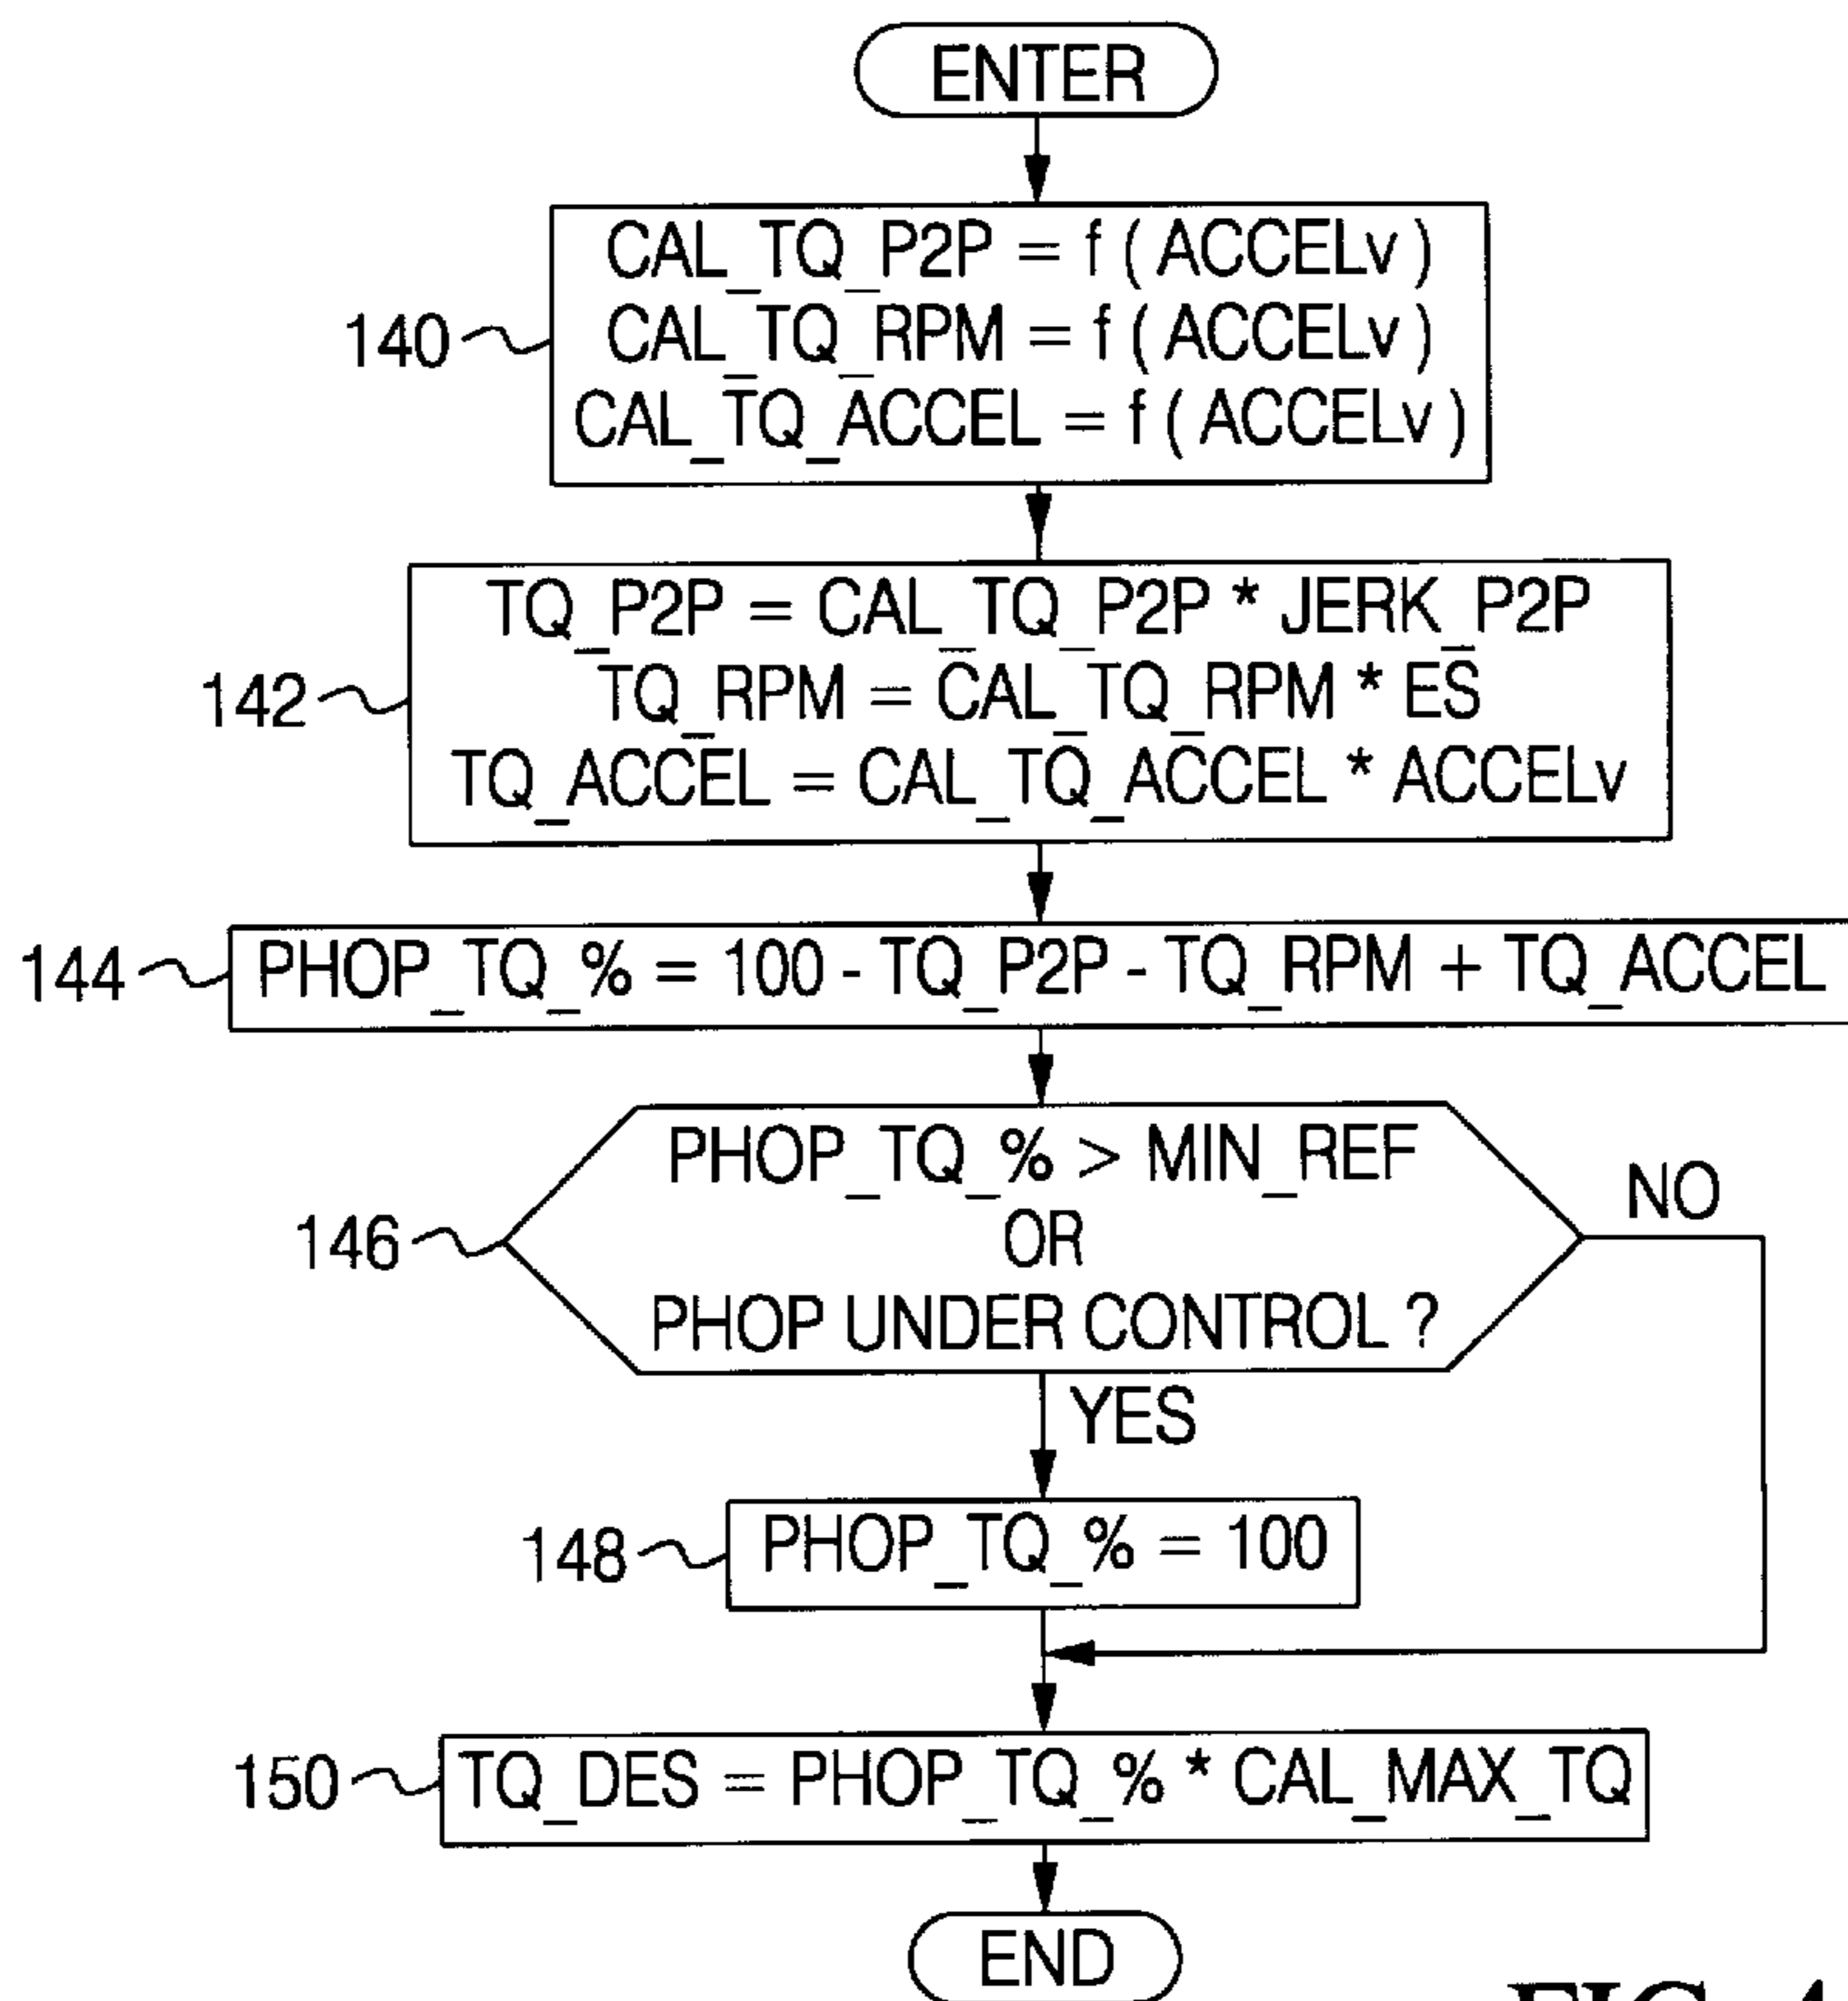 ENTER
140
CAL_TQ_P2P = f ( ACCELv )
CAL_TQ_RPM = f ( ACCELv )
CAL_TQ_ACCEL = f ( ACCELv )
142
TQ_P2P = CAL_TQ_P2P * JERK_P2P
TQ_RPM = CAL_TQ_RPM * ES
TQ_ACCEL = CAL_TQ_ACCEL * ACCELv
144
PHOP_TQ_% = 100 - TQ_P2P - TQ_RPM + TQ_ACCEL
146
PHOP_TQ_% > MIN_REF
OR
PHOP UNDER CONTROL ?
NO
YES
148
PHOP_TQ_% = 100
150
TQ_DES = PHOP_TQ_% * CAL_MAX_TQ
END